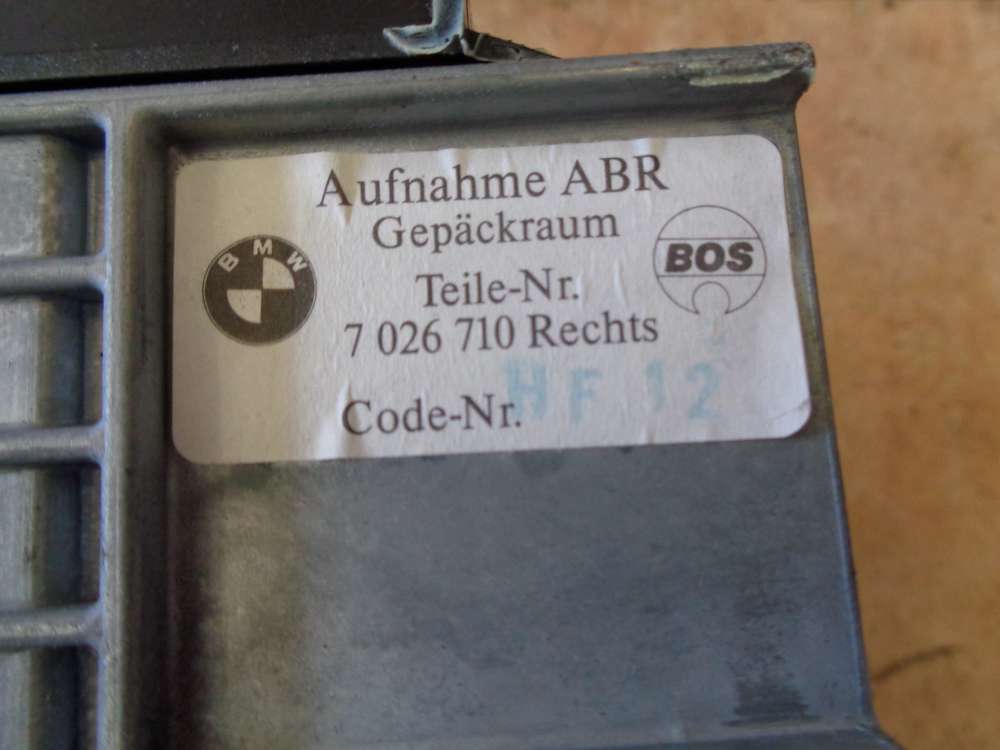 Aufnahme ABR
Gepäckraum
BMW
BOS
Teile-Nr.
7 026 710 Rechts
Code-Nr. HF 12